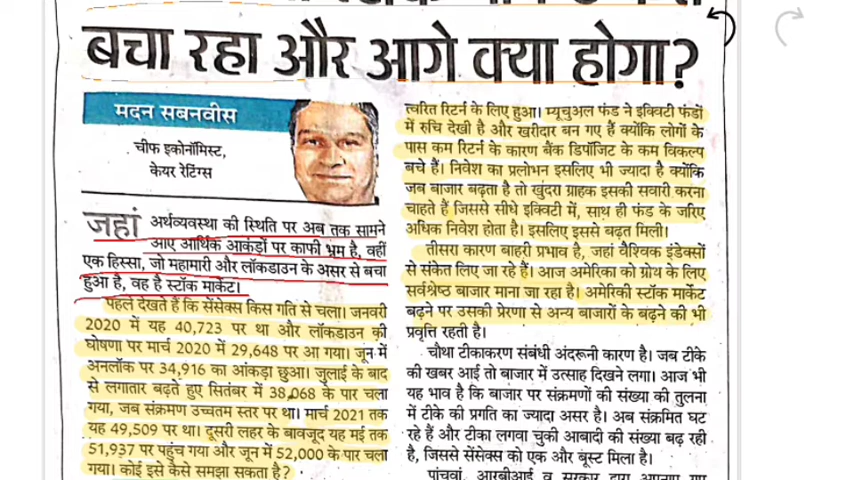 बचा रहा और आगे क्या होगा?
मदन सबनवीस
चीफ इकोनॉमिस्ट,
केयर रेटिंग्स
जहां अर्थव्यवस्था की स्थिति पर अब तक सामने
आए आर्थिक आकंड़ों पर काफी भ्रम है, वहीं
एक हिस्सा, जो महामारी और लॉकडाउन के असर से बचा
हुआ है, वह है स्टॉक मार्केट।
पहले देखते हैं कि सेंसेक्स किस गति से चला। जनवरी
2020 में यह 40,723 पर था और लॉकडाउन की
घोषणा पर मार्च 2020 में 29,648 पर आ गया। जून में
अनलॉक पर 34,916 का आंकड़ा छुआ। जुलाई के बाद
से लगातार बढ़ते हुए सितंबर में 38,068 के पार चला
गया, जब संक्रमण उच्चतम स्तर पर था। मार्च 2021 तक
यह 49,509 पर था। दूसरी लहर के बावजूद यह मई तक
51,937 पर पहुंच गया और जून में 52,000 के पार चला
गया। कोई इसे कैसे समझा सकता है?
त्वरित रिटर्न के लिए हुआ। म्यूचुअल फंड ने इक्विटी फंडों
में रुचि देखी है और खरीदार बन गए हैं क्योंकि लोगों के
पास कम रिटर्न के कारण बैंक डिपॉजिट के कम विकल्प
बचे हैं। निवेश का प्रलोभन इसलिए भी ज्यादा है क्योंकि
जब बाजार बढ़ता है तो खुंदरा ग्राहक इसकी सवारी करना
चाहते हैं जिससे सीधे इक्विटी में, साथ ही फंड के जरिए
अधिक निवेश होता है। इसलिए इससे बढ़त मिली।
तीसरा कारण बाहरी प्रभाव है, जहां वैश्विक इंडेक्सों
से संकेत लिए जा रहे हैं। आज अमेरिका को ग्रोथ के लिए
सर्वश्रेष्ठ बाजार माना जा रहा है। अमेरिकी स्टॉक मार्केट
बढ़ने पर उसकी प्रेरणा से अन्य बाजारों के बढ़ने की भी
प्रवृत्ति रहती है।
चौथा टीकाकरण संबंधी अंदरूनी कारण है। जब टीके
की खबर आई तो बाजार में उत्साह दिखने लगा। आज भी
यह भाव है कि बाजार पर संक्रमणों की संख्या की तुलना
में टीके की प्रगति का ज्यादा असर है। अब संक्रमित घट
रहे हैं और टीका लगवा चुकी आबादी की संख्या बढ़ रही
है, जिससे सेंसेक्स को एक और बूस्ट मिला है।
पांचवां, आरबीआई व सरकार द्वारा अपनाए गए